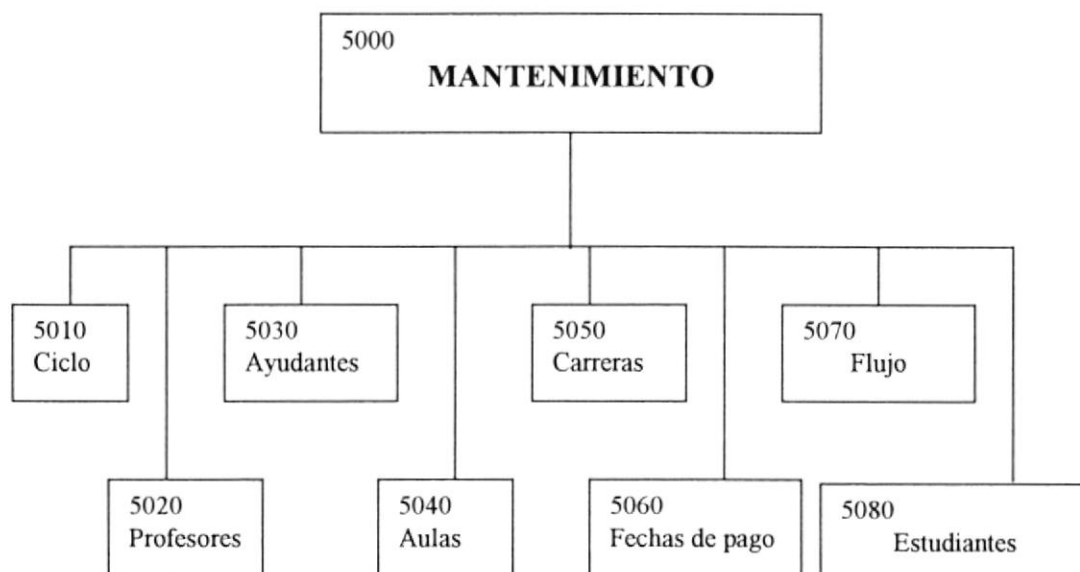 5000
MANTENIMIENTO
5010
Ciclo
5030
Ayudantes
5050
Carreras
5070
Flujo
5020
Profesores
5040
Aulas
5060
Fechas de pago
5080
Estudiantes